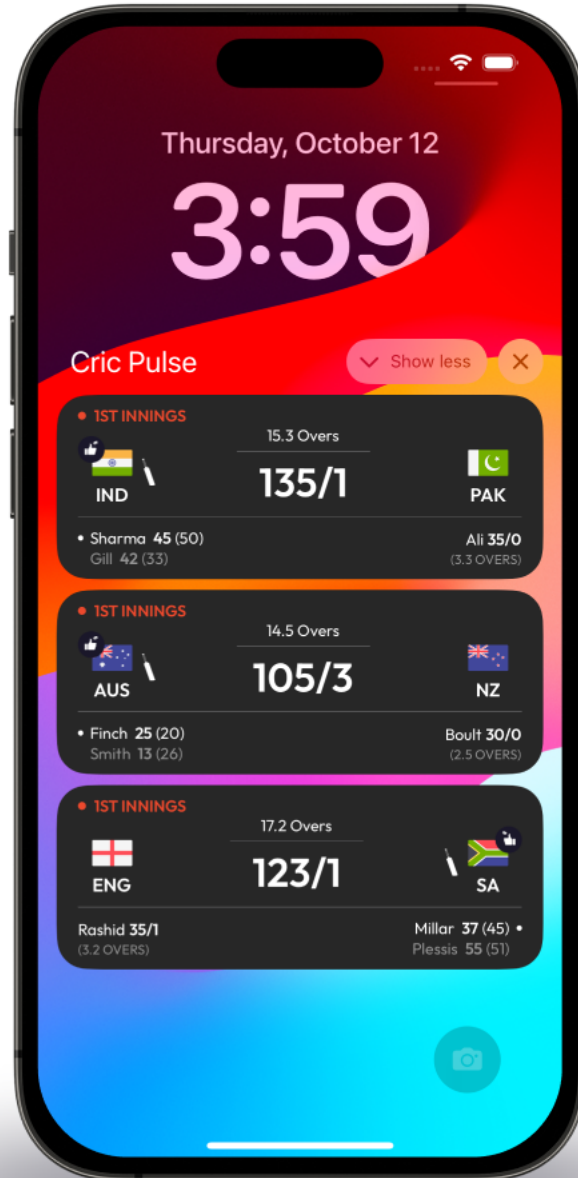 Thursday, October 12
3:59
Cric Pulse
Show less
1ST INNINGS
15.3 Overs
135/1
IND
PAK
Sharma 45 (50)
Ali 35/0
Gill 42 (33)
(3.3 OVERS)
1ST INNINGS
14.5 Overs
105/3
AUS
NZ
Finch 25 (20)
Boult 30/0
Smith 13 (26)
(2.5 OVERS)
1ST INNINGS
17.2 Overs
123/1
ENG
SA
Rashid 35/1
Millar 37 (45)
(3.2 OVERS)
Plessis 55 (51)